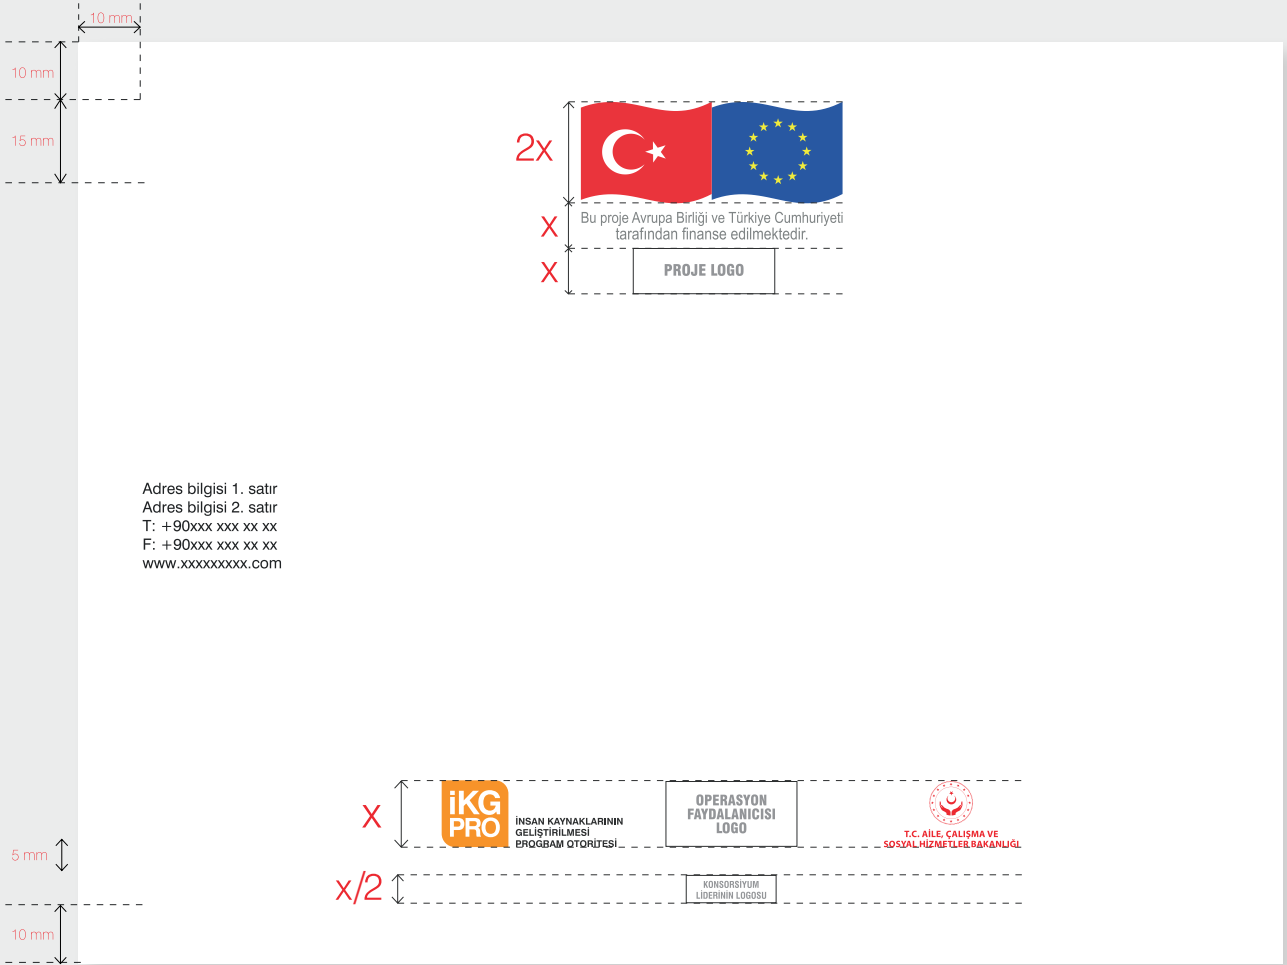 10 mm
10 mm
15 mm
2x
x
Bu proje Avrupa Birliği ve Türkiye Cumhuriyeti
tarafından finanse edilmektedir.
x
PROJE LOGO
Adres bilgisi 1. satır
Adres bilgisi 2. satır
T: +90xxx xxx xx xx
F: +90xxx xxx xx xx
www.xxxxxxxxx.com
x
iKG
PRO
İNSAN KAYNAKLARININ
GELİŞTİRİLMESİ
PROGRAM OTORİTESİ
OPERASYON
FAYDALANICISI
LOGO
T.C. AİLE, ÇALIŞMA VE
SOSYAL HİZMETLER BAKANLIĞI
5 mm
x/2
KONSORSİYUM
LİDERİNİN LOGOSU
10 mm